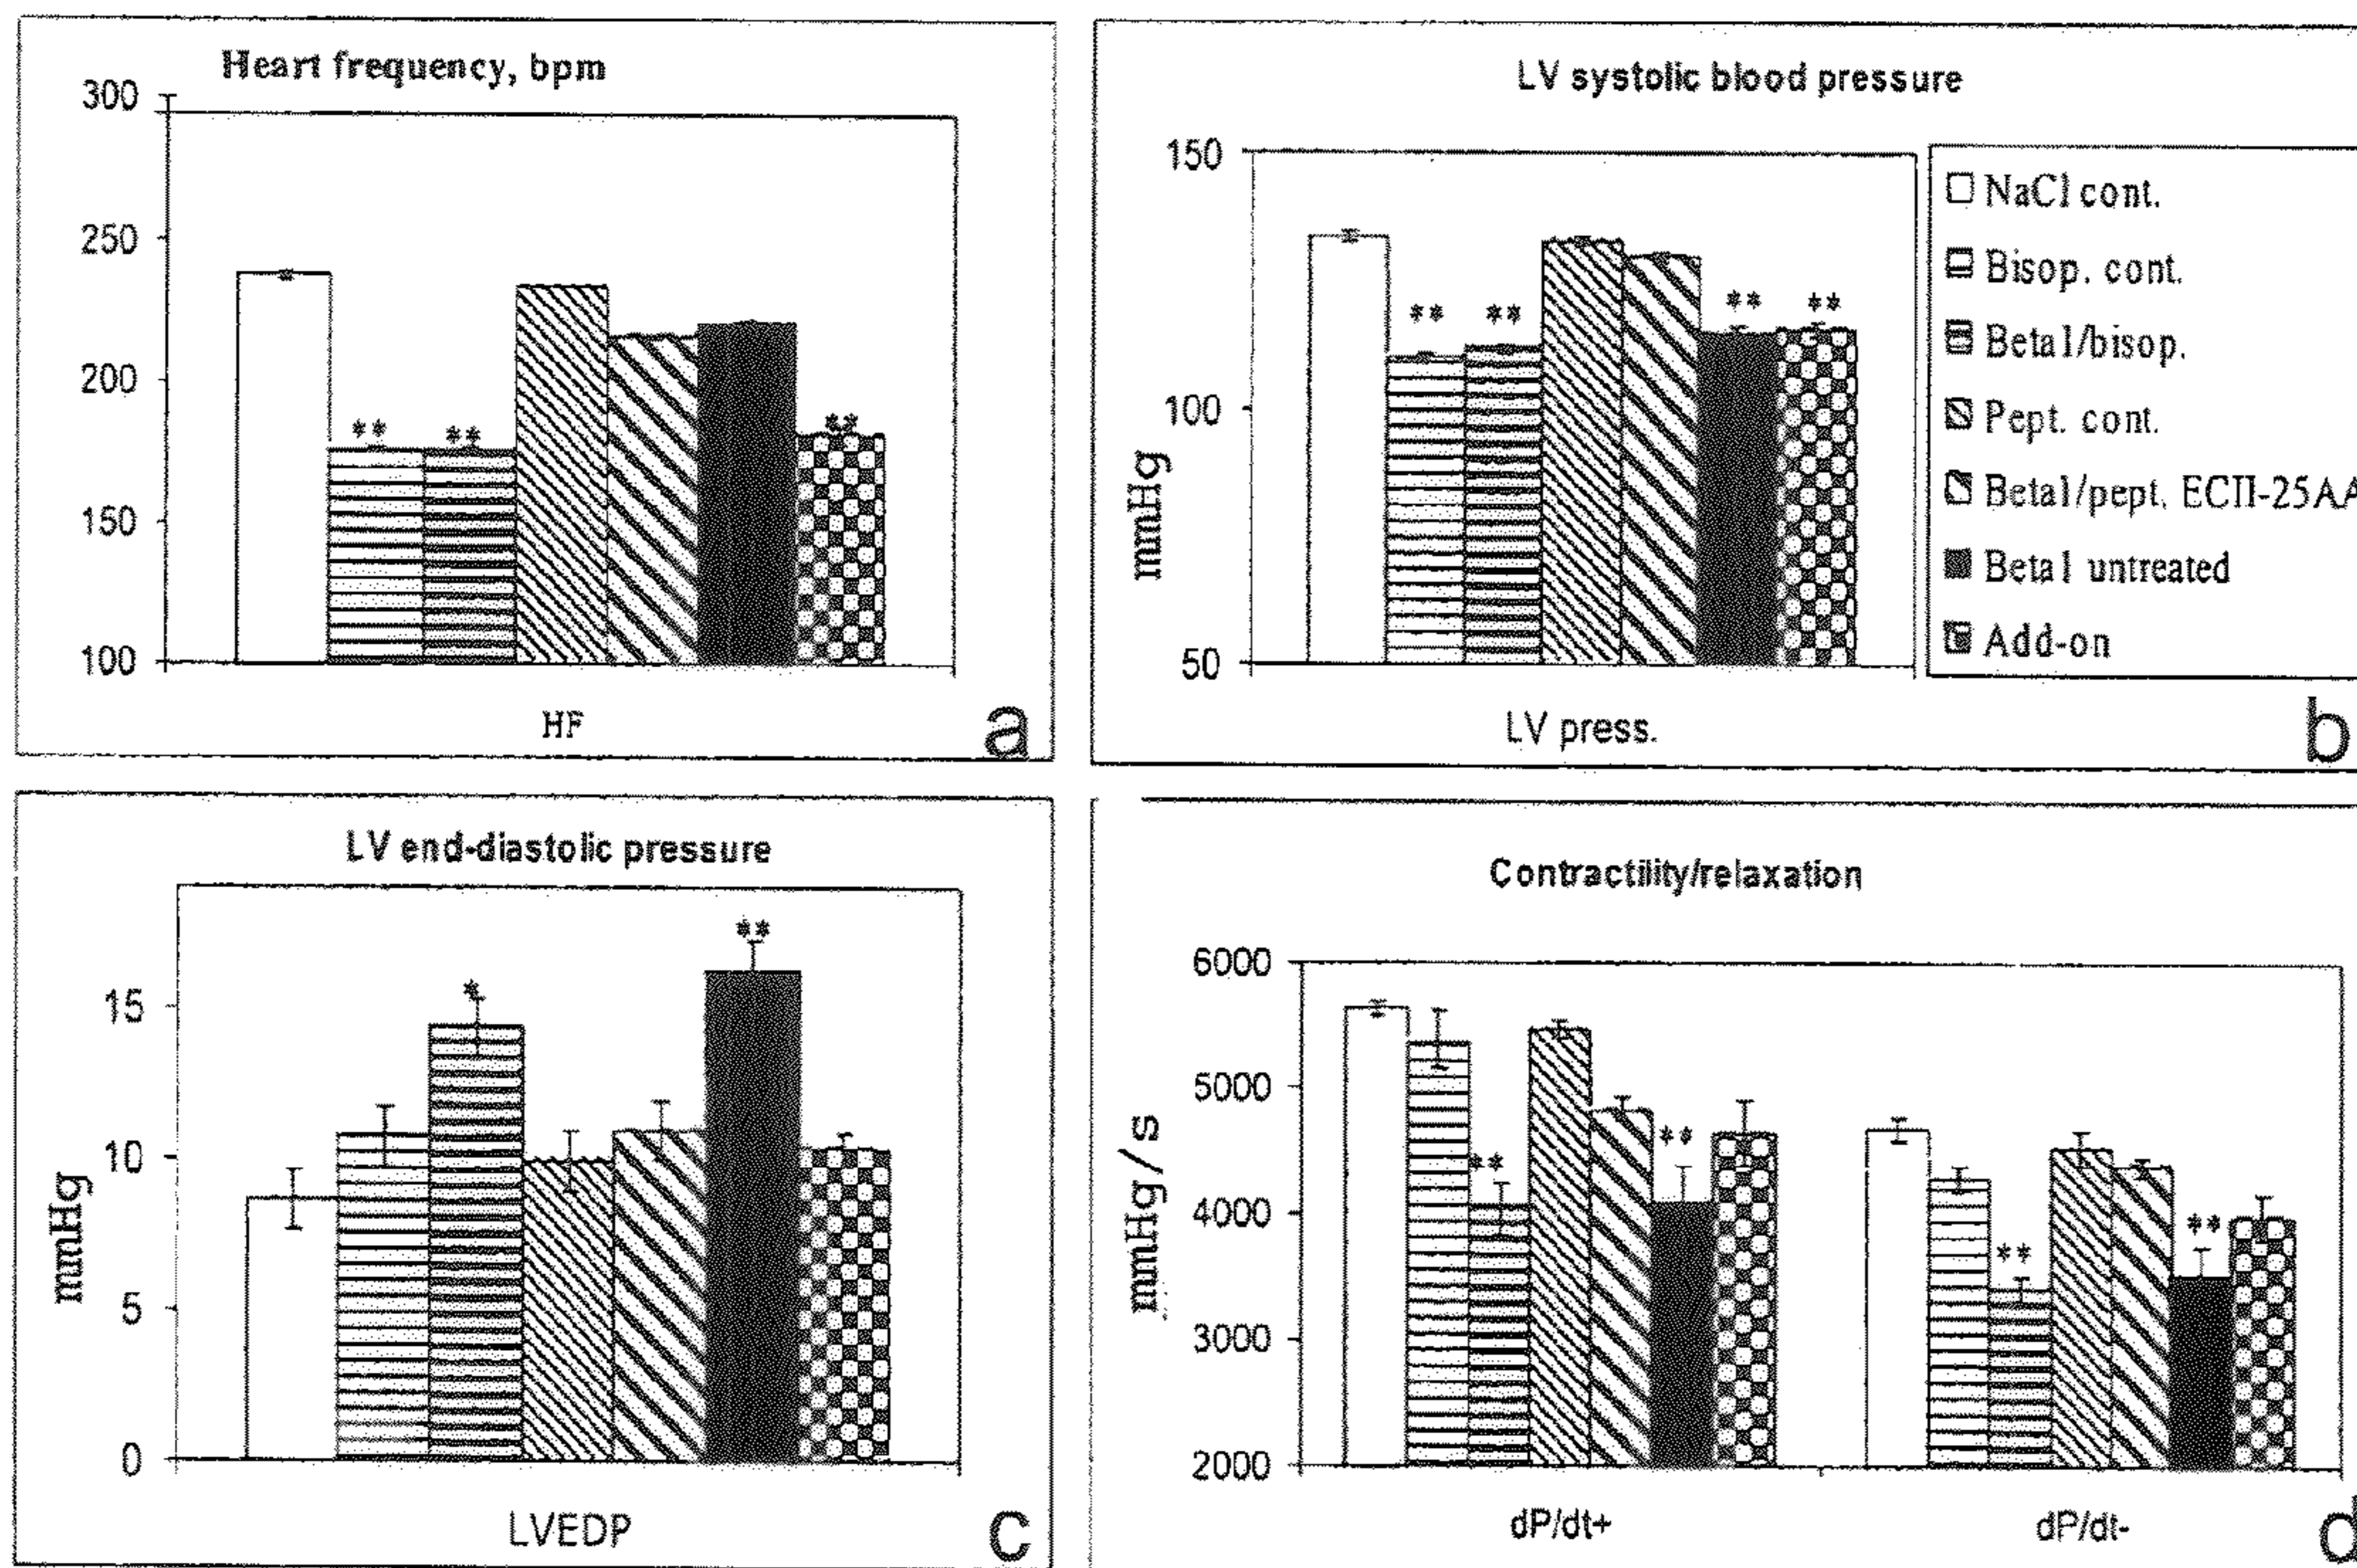 Heart frequency, bpm
300
250
200
150
100
**
**
**
HF
a
LV systolic blood pressure
150
100
50
mmHg
**
**
**
**
LV press.
b
NaCl cont.
Bisop. cont.
Beta1/bisop.
Pept. cont.
Beta1/pept. ECII-25AA
Beta1 untreated
Add-on
LV end-diastolic pressure
15
10
5
0
mmHg
*
**
LVEDP
c
Contractility/relaxation
6000
5000
4000
3000
2000
mmHg/s
**
**
**
**
dP/dt+
dP/dt-
d